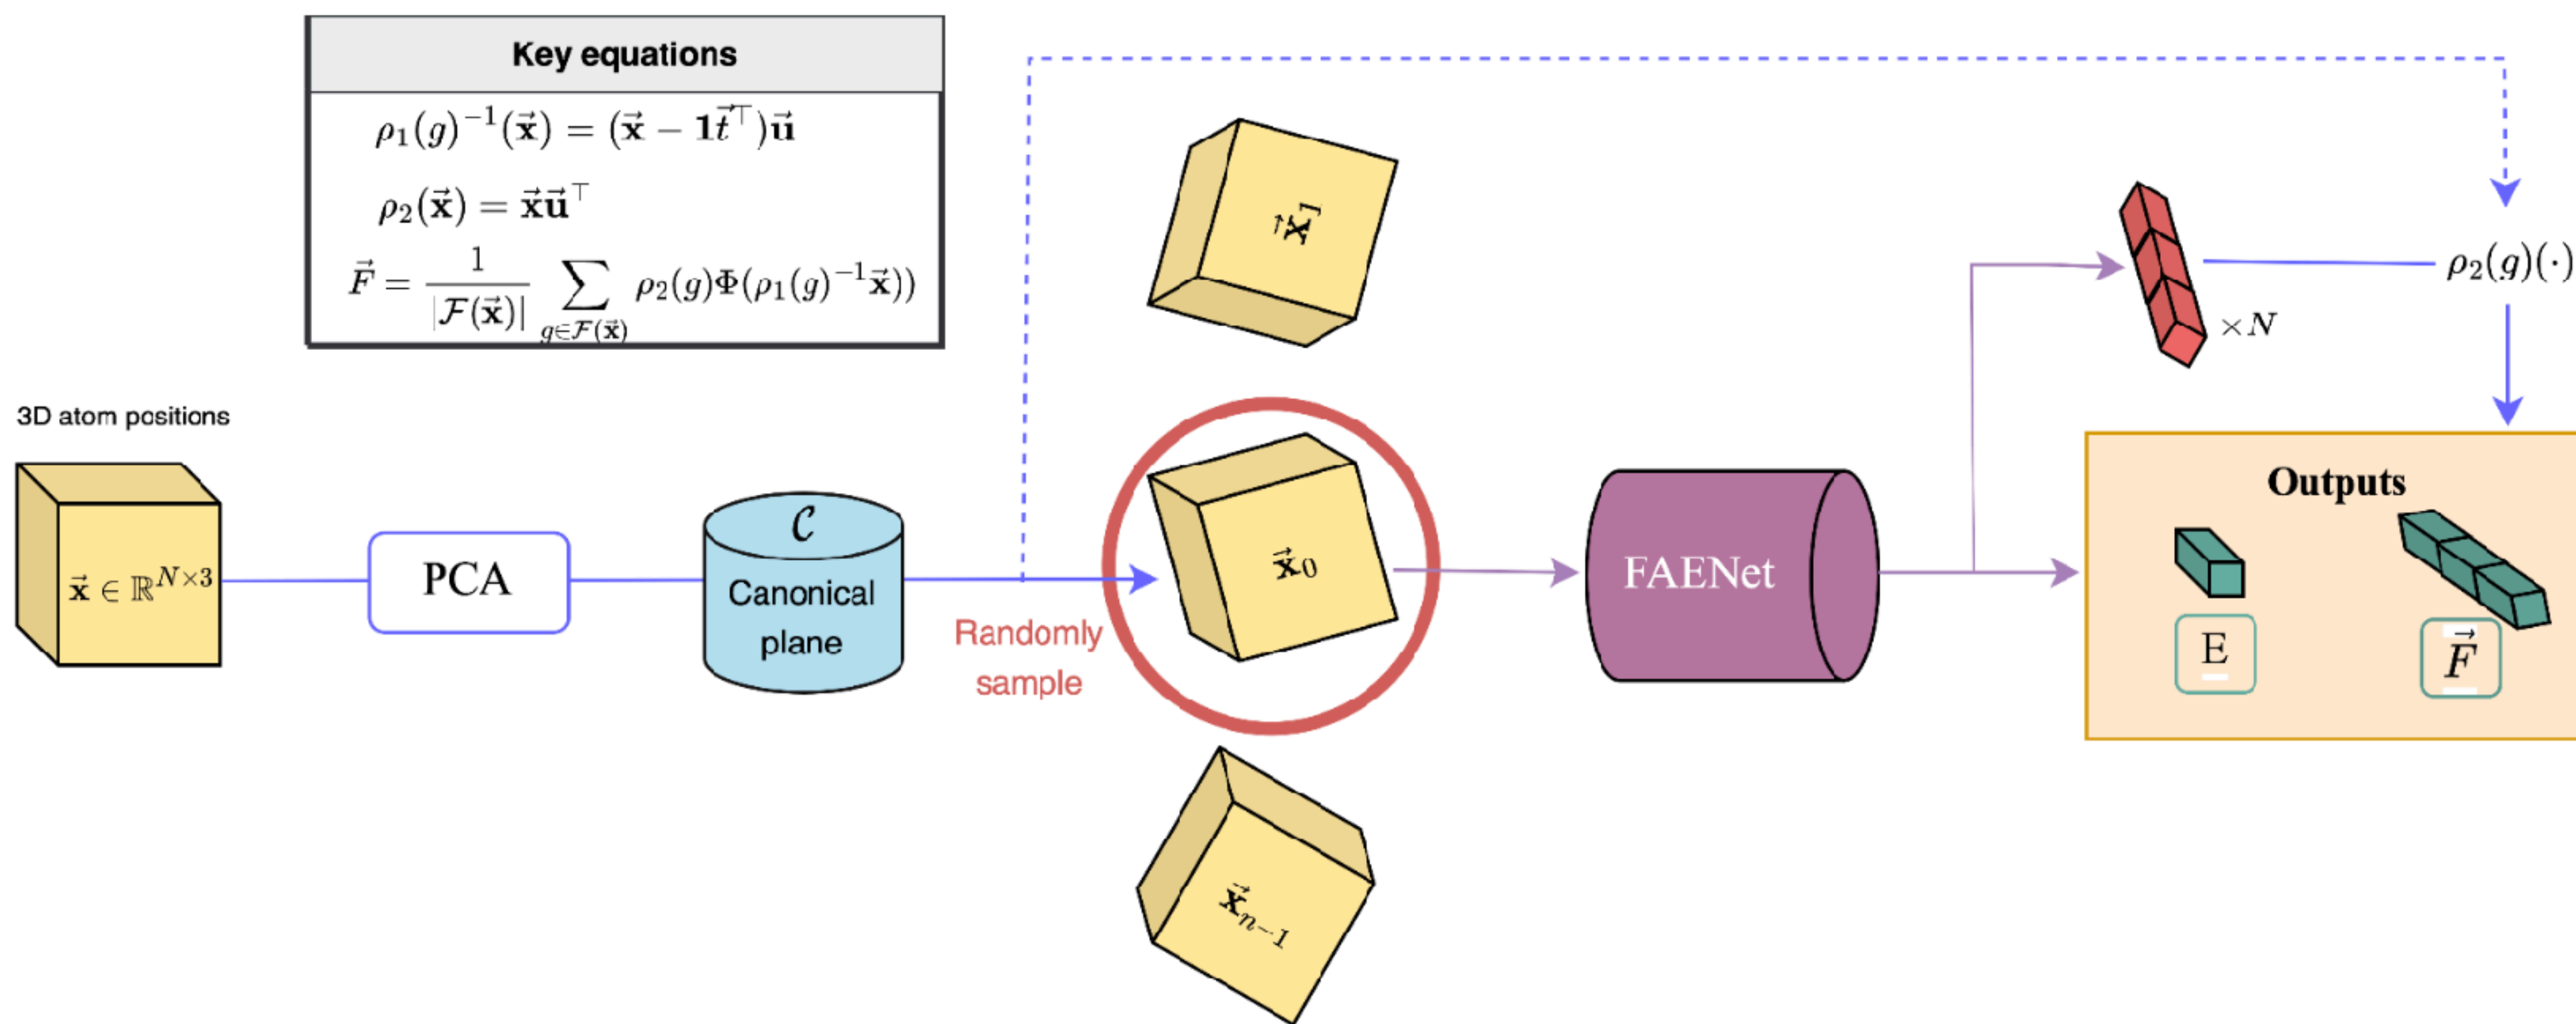 Key equations
ρ₁(g)⁻¹(x⃗) = (x⃗ − 1t⃗^⊤)u⃗
ρ₂(x⃗) = x⃗u⃗^⊤
F⃗ = 1/|𝓕(x⃗)| ∑_{g∈𝓕(x⃗)} ρ₂(g)Φ(ρ₁(g)⁻¹x⃗))
3D atom positions
x⃗ ∈ ℝ^{N×3}
PCA
𝒞
Canonical
plane
Randomly
sample
x⃗₁
x⃗₀
x⃗_{n−1}
FAENet
×N
ρ₂(g)(·)
Outputs
E
F⃗